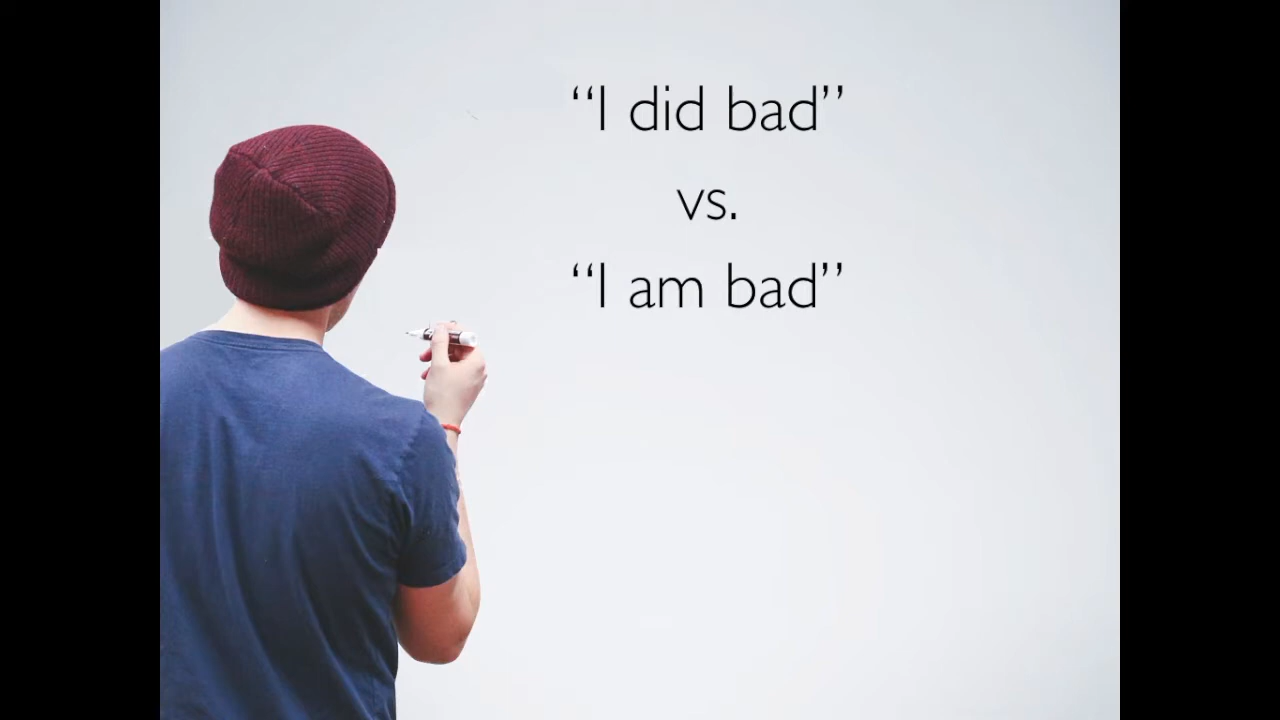 “I did bad”
vs.
“I am bad”